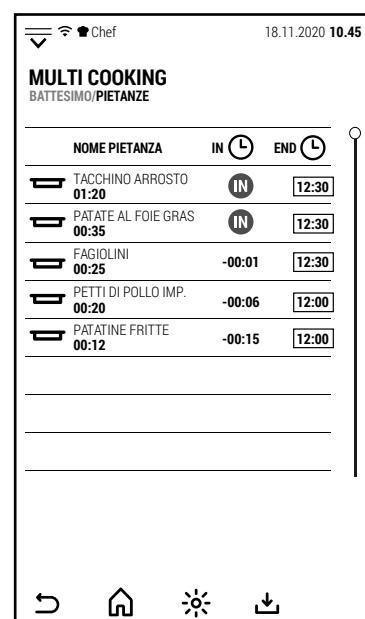 Chef 18.11.2020 10.45
MULTI COOKING
BATTESIMO/PIETANZE
NOME PIETANZA IN END
TACCHINO ARROSTO
01:20 IN 12:30
PATATE AL FOIE GRAS
00:35 IN 12:30
FAGIOLINI
00:25 -00:01 12:30
PETTI DI POLLO IMP.
00:20 -00:06 12:00
PATATINE FRITTE
00:12 -00:15 12:00